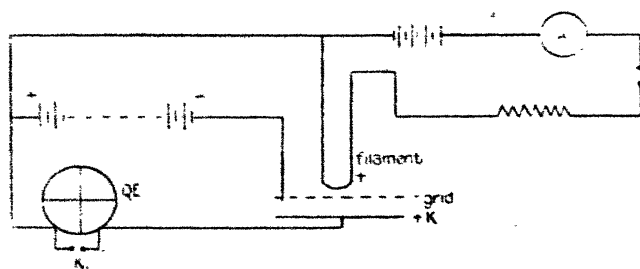 A
+ -
filament
+
QE
grid
+ K
K.